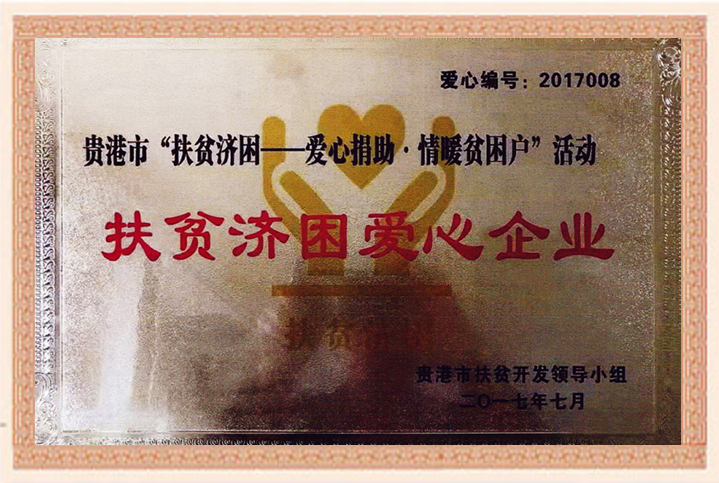 爱心编号：2017008
贵港市“扶贫济困——爱心捐助·情暖贫困户”活动
扶贫济困爱心企业
扶贫济困
贵港市扶贫开发领导小组
二〇一七年七月